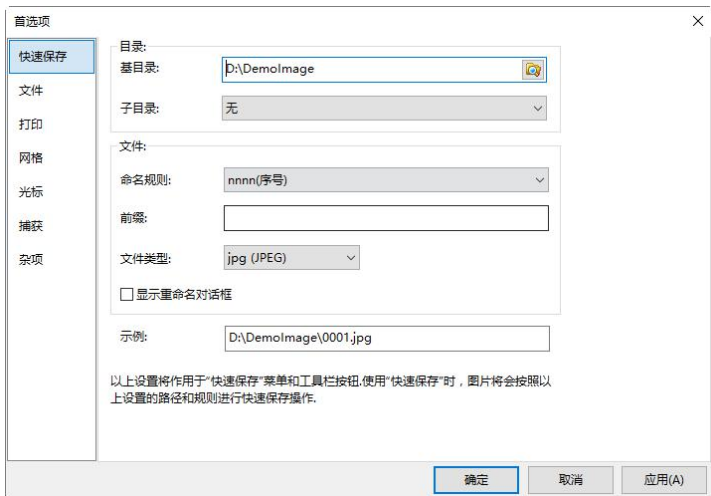 首选项
快速保存
文件
打印
网格
光标
捕获
杂项
目录:
基目录: D:\DemoImage
子目录: 无
文件:
命名规则: nnnn(序号)
前缀:
文件类型: jpg (JPEG)
显示重命名对话框
示例: D:\DemoImage\0001.jpg
以上设置将作用于“快速保存”菜单和工具栏按钮.使用“快速保存”时，图片将会按照以
上设置的路径和规则进行快速保存操作.
确定 取消 应用(A)